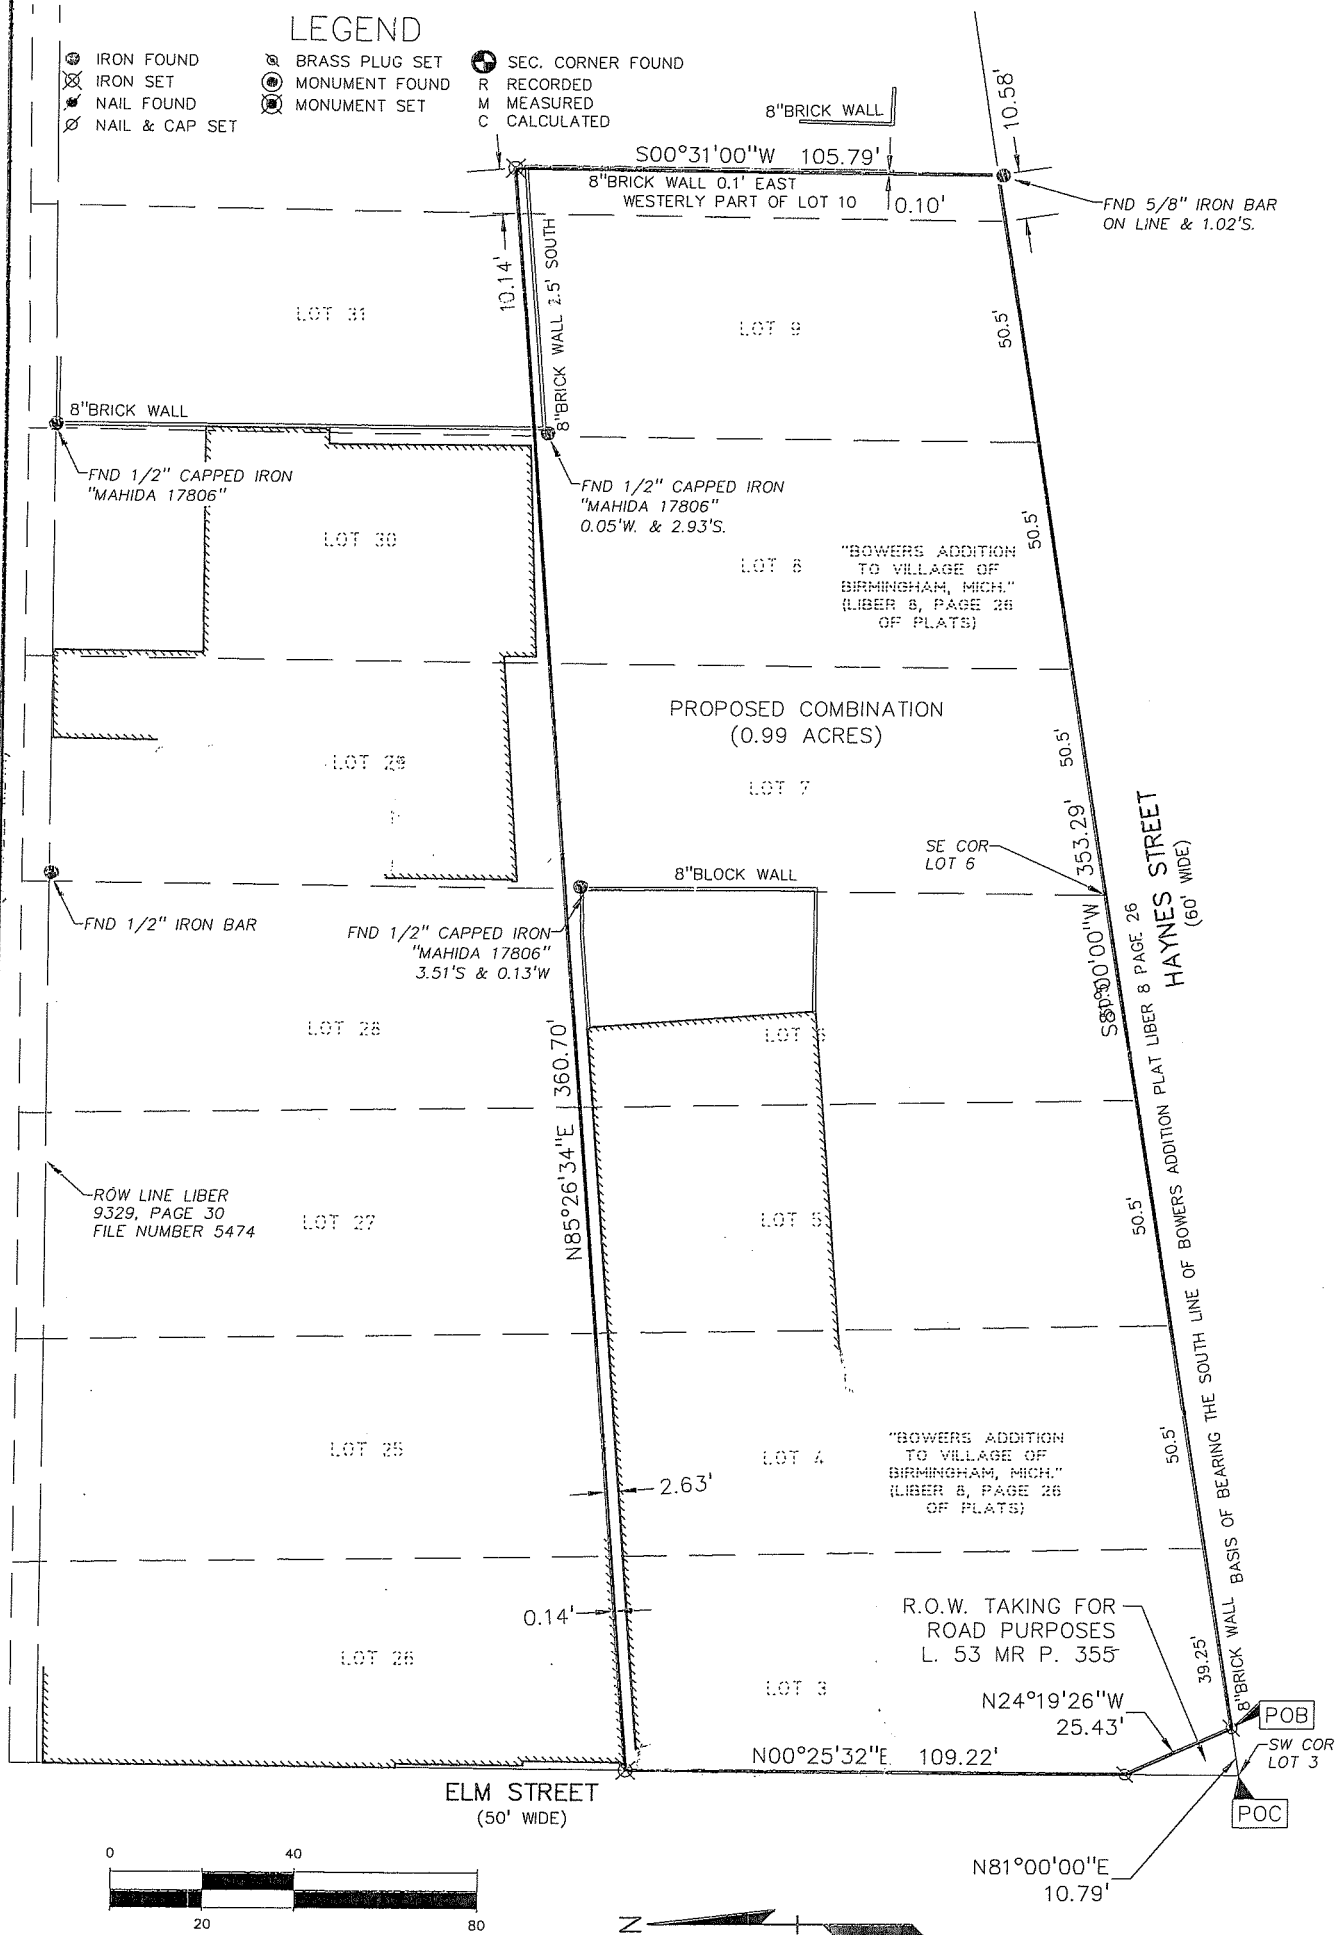 LEGEND
IRON FOUND
IRON SET
NAIL FOUND
NAIL & CAP SET
BRASS PLUG SET
MONUMENT FOUND
MONUMENT SET
SEC. CORNER FOUND
R RECORDED
M MEASURED
C CALCULATED
8"BRICK WALL
10.58'
S00°31'00"W 105.79'
8"BRICK WALL 0.1' EAST
WESTERLY PART OF LOT 10
0.10'
FND 5/8" IRON BAR
ON LINE & 1.02'S.
10.14'
8"BRICK WALL 2.5' SOUTH
LOT 31
LOT 9
50.5'
8"BRICK WALL
FND 1/2" CAPPED IRON
"MAHIDA 17806"
FND 1/2" CAPPED IRON
"MAHIDA 17806"
0.05'W. & 2.93'S.
LOT 30
LOT 8
50.5'
"BOWERS ADDITION
TO VILLAGE OF
BIRMINGHAM, MICH."
(LIBER 8, PAGE 26
OF PLATS)
PROPOSED COMBINATION
(0.99 ACRES)
LOT 29
LOT 7
50.5'
353.29'
HAYNES STREET
(60' WIDE)
SE COR
LOT 6
8"BLOCK WALL
FND 1/2" IRON BAR
FND 1/2" CAPPED IRON
"MAHIDA 17806"
3.51'S & 0.13'W
LOT 28
LOT 6
N85°26'34"E 360.70'
8"BRICK WALL BASIS OF BEARING THE SOUTH LINE OF BOWERS ADDITION PLAT LIBER 8 PAGE 26
ROW LINE LIBER
9329, PAGE 30
FILE NUMBER 5474
LOT 27
LOT 5
50.5'
LOT 25
LOT 4
50.5'
"BOWERS ADDITION
TO VILLAGE OF
BIRMINGHAM, MICH."
(LIBER 8, PAGE 26
OF PLATS)
2.63'
0.14'
R.O.W. TAKING FOR
ROAD PURPOSES
L. 53 MR P. 355
39.25'
LOT 26
LOT 3
N24°19'26"W
25.43'
POB
SW COR
LOT 3
N00°25'32"E 109.22'
ELM STREET
(50' WIDE)
POC
N81°00'00"E
10.79'
0 40
20 80
N